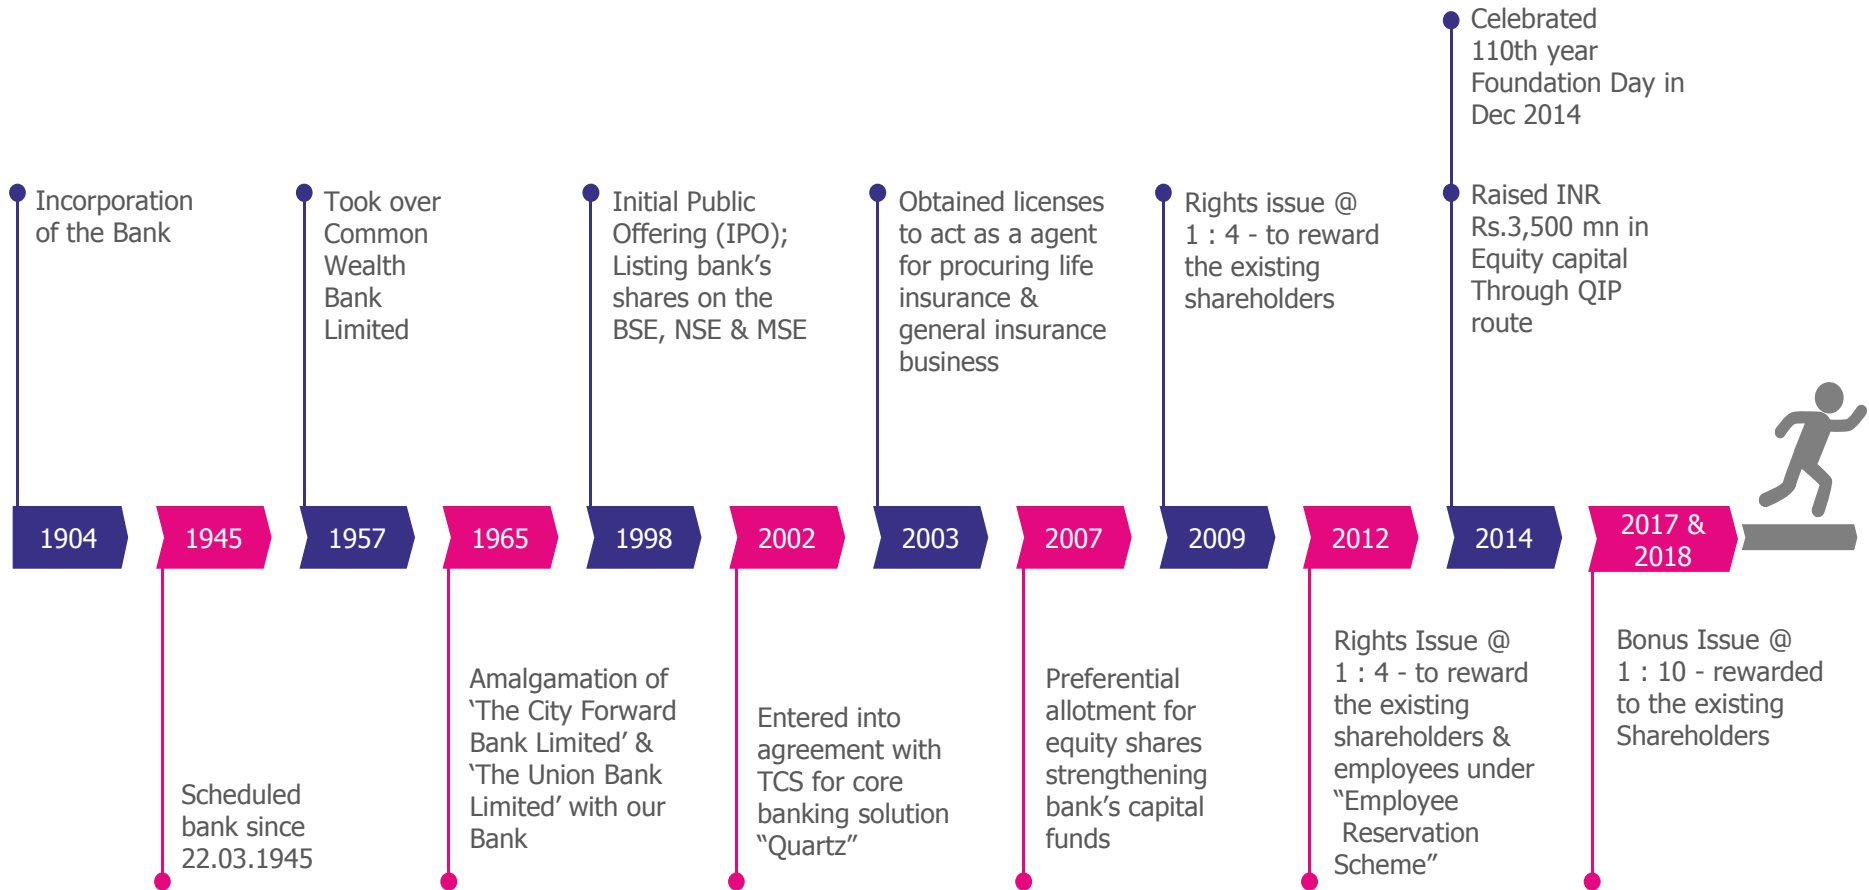 Celebrated
110th year
Foundation Day in
Dec 2014
Incorporation
of the Bank
Took over
Common
Wealth
Bank
Limited
Initial Public
Offering (IPO);
Listing bank’s
shares on the
BSE, NSE & MSE
Obtained licenses
to act as a agent
for procuring life
insurance &
general insurance
business
Rights issue @
1 : 4 - to reward
the existing
shareholders
Raised INR
Rs.3,500 mn in
Equity capital
Through QIP
route
1904
1945
1957
1965
1998
2002
2003
2007
2009
2012
2014
2017 &
2018
Scheduled
bank since
22.03.1945
Amalgamation of
‘The City Forward
Bank Limited’ &
‘The Union Bank
Limited’ with our
Bank
Entered into
agreement with
TCS for core
banking solution
“Quartz”
Preferential
allotment for
equity shares
strengthening
bank’s capital
funds
Rights Issue @
1 : 4 - to reward
the existing
shareholders &
employees under
“Employee
Reservation
Scheme”
Bonus Issue @
1 : 10 - rewarded
to the existing
Shareholders